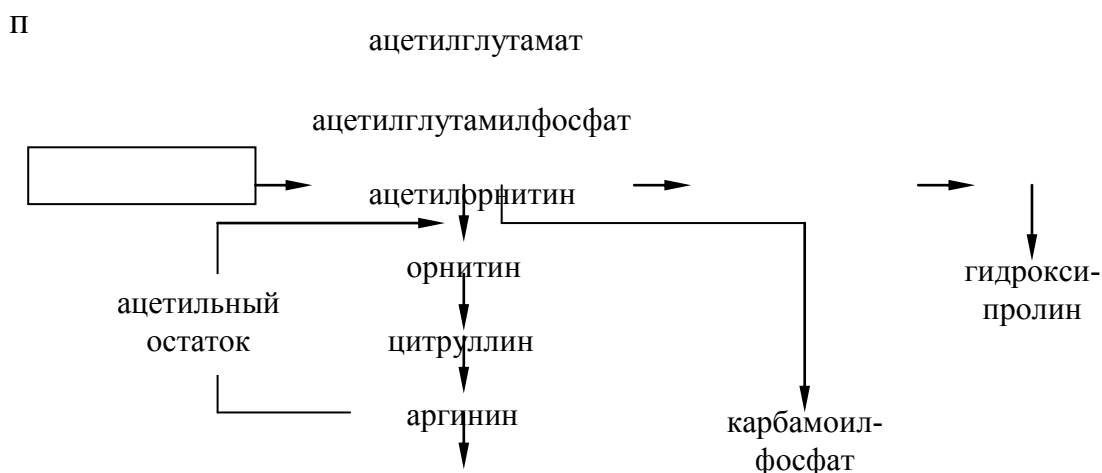 п
ацетилглутамат
ацетилглутамилфосфат
ацетилорнитин
орнитин
ацетильный
остаток
гидрокси-
пролин
цитруллин
аргинин
карбамоил-
фосфат